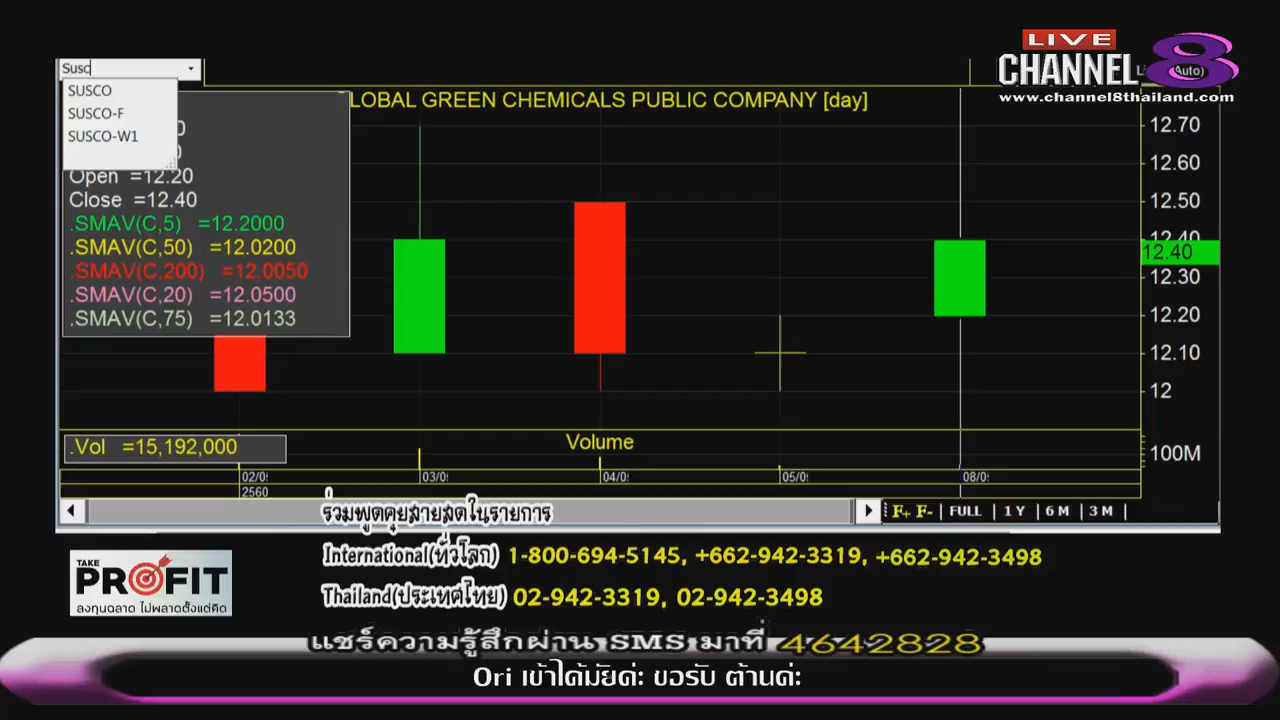 LIVE
CHANNEL 8
www.channel8thailand.com
Susc
SUSCO
SUSCO-F
SUSCO-W1
(Auto)
LOBAL GREEN CHEMICALS PUBLIC COMPANY [day]
Open =12.20
Close =12.40
.SMAV(C,5) =12.2000
.SMAV(C,50) =12.0200
.SMAV(C,200) =12.0050
.SMAV(C,20) =12.0500
.SMAV(C,75) =12.0133
12.70
12.60
12.50
12.40
12.40
12.30
12.20
12.10
12
.Vol =15,192,000
Volume
100M
02/0 03/0 04/0 05/0 08/0
2560
F+ F- FULL 1 Y 6 M 3 M
ร่วมพูดคุยสายสดในรายการ
International(ทั่วโลก) 1-800-694-5145, +662-942-3319, +662-942-3498
Thailand(ประเทศไทย) 02-942-3319, 02-942-3498
TAKE
PROFIT
ลงทุนฉลาด ไม่พลาดตั้งแต่คิด
แชร์ความรู้สึกผ่าน SMS มาที่ 4642828
Ori เข้าได้มัยค่ะ ขอรับ ต้านค่ะ